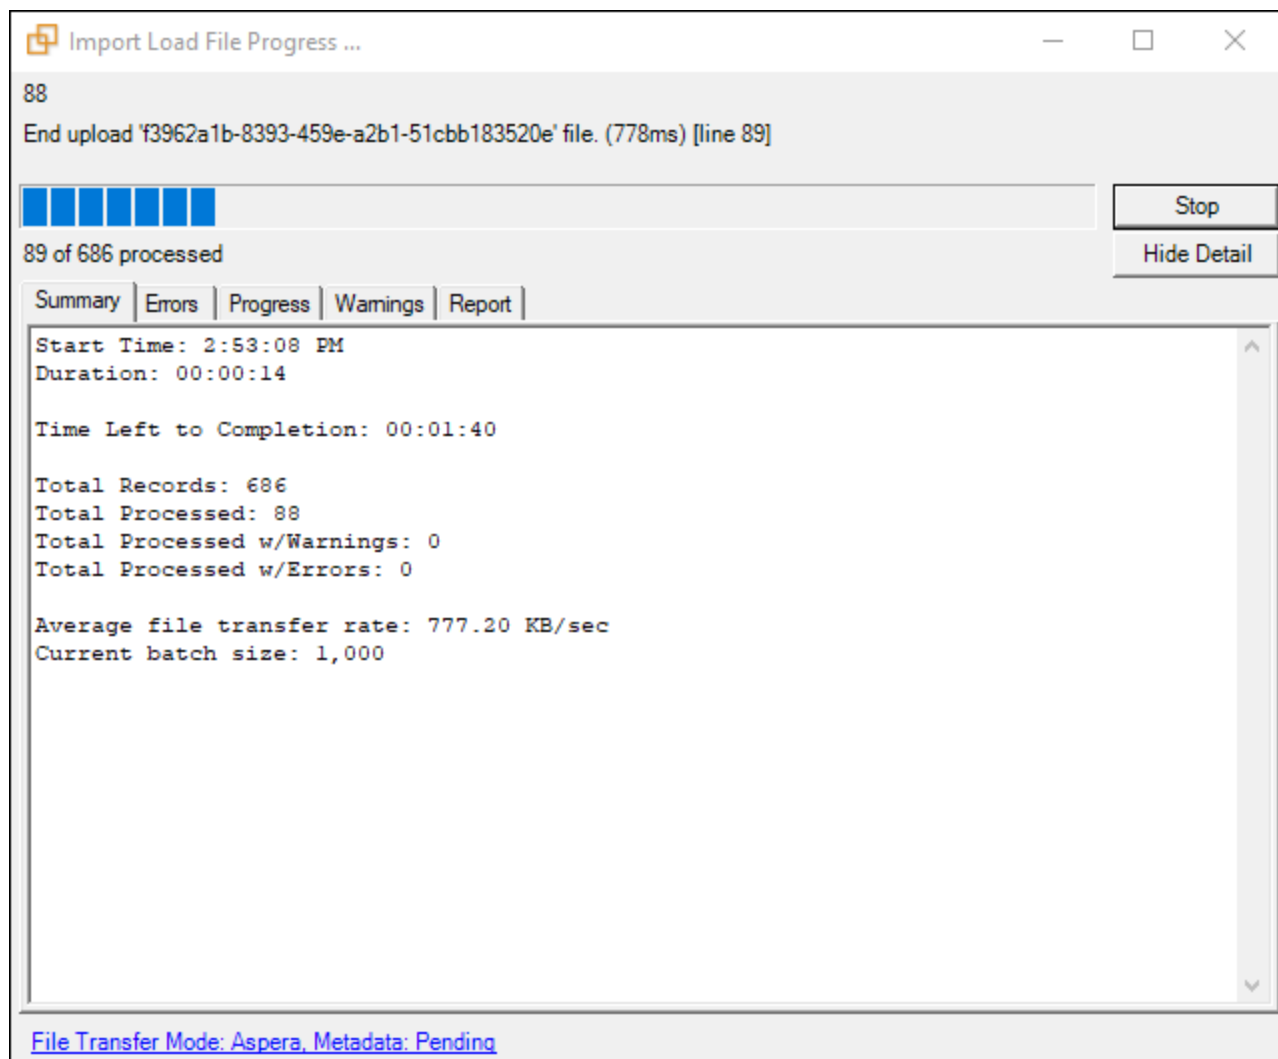 Import Load File Progress ...
88
End upload 'f3962a1b-8393-459e-a2b1-51cbb183520e' file. (778ms) [line 89]
Stop
89 of 686 processed
Hide Detail
Summary Errors Progress Warnings Report
Start Time: 2:53:08 PM
Duration: 00:00:14
Time Left to Completion: 00:01:40
Total Records: 686
Total Processed: 88
Total Processed w/Warnings: 0
Total Processed w/Errors: 0
Average file transfer rate: 777.20 KB/sec
Current batch size: 1,000
File Transfer Mode: Aspera, Metadata: Pending